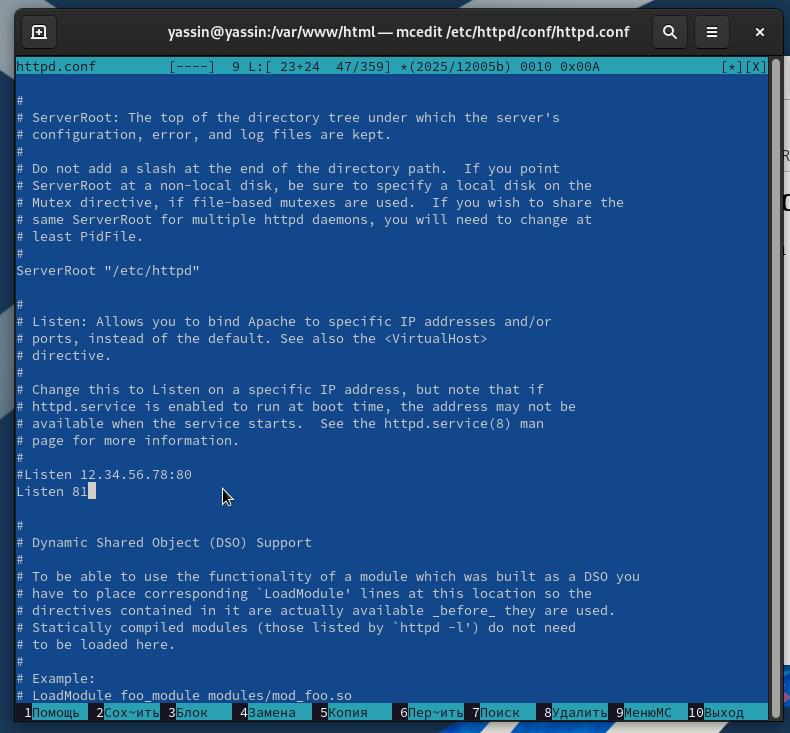 yassin@yassin:/var/www/html — mcedit /etc/httpd/conf/httpd.conf
httpd.conf         [----]  9 L:[ 23+24  47/359] *(2025/12005b) 0010 0x00A               [*][X]
#
# ServerRoot: The top of the directory tree under which the server's
# configuration, error, and log files are kept.
#
# Do not add a slash at the end of the directory path.  If you point
# ServerRoot at a non-local disk, be sure to specify a local disk on the
# Mutex directive, if file-based mutexes are used.  If you wish to share the
# same ServerRoot for multiple httpd daemons, you will need to change at
# least PidFile.
#
ServerRoot "/etc/httpd"
#
# Listen: Allows you to bind Apache to specific IP addresses and/or
# ports, instead of the default. See also the <VirtualHost>
# directive.
#
# Change this to Listen on a specific IP address, but note that if
# httpd.service is enabled to run at boot time, the address may not be
# available when the service starts.  See the httpd.service(8) man
# page for more information.
#
#Listen 12.34.56.78:80
Listen 81
#
# Dynamic Shared Object (DSO) Support
#
# To be able to use the functionality of a module which was built as a DSO you
# have to place corresponding `LoadModule' lines at this location so the
# directives contained in it are actually available _before_ they are used.
# Statically compiled modules (those listed by `httpd -l') do not need
# to be loaded here.
#
# Example:
# LoadModule foo_module modules/mod_foo.so
1Помощь 2Сох~ить 3Блок 4Замена 5Копия 6Пер~ить 7Поиск 8Удалить 9МенюMC 10Выход